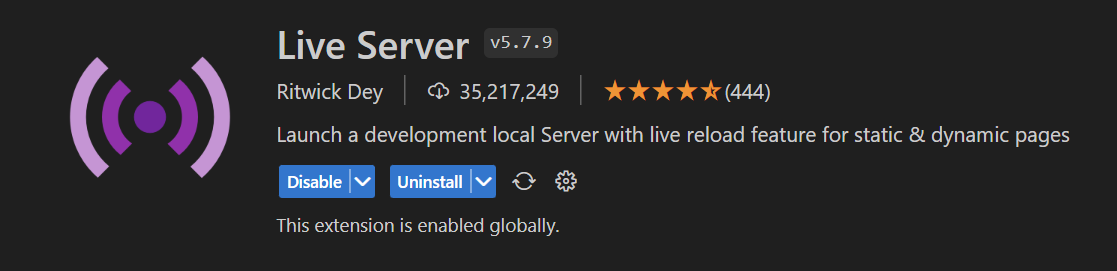 Live Server v5.7.9
Ritwick Dey 35,217,249 (444)
Launch a development local Server with live reload feature for static & dynamic pages
Disable Uninstall
This extension is enabled globally.